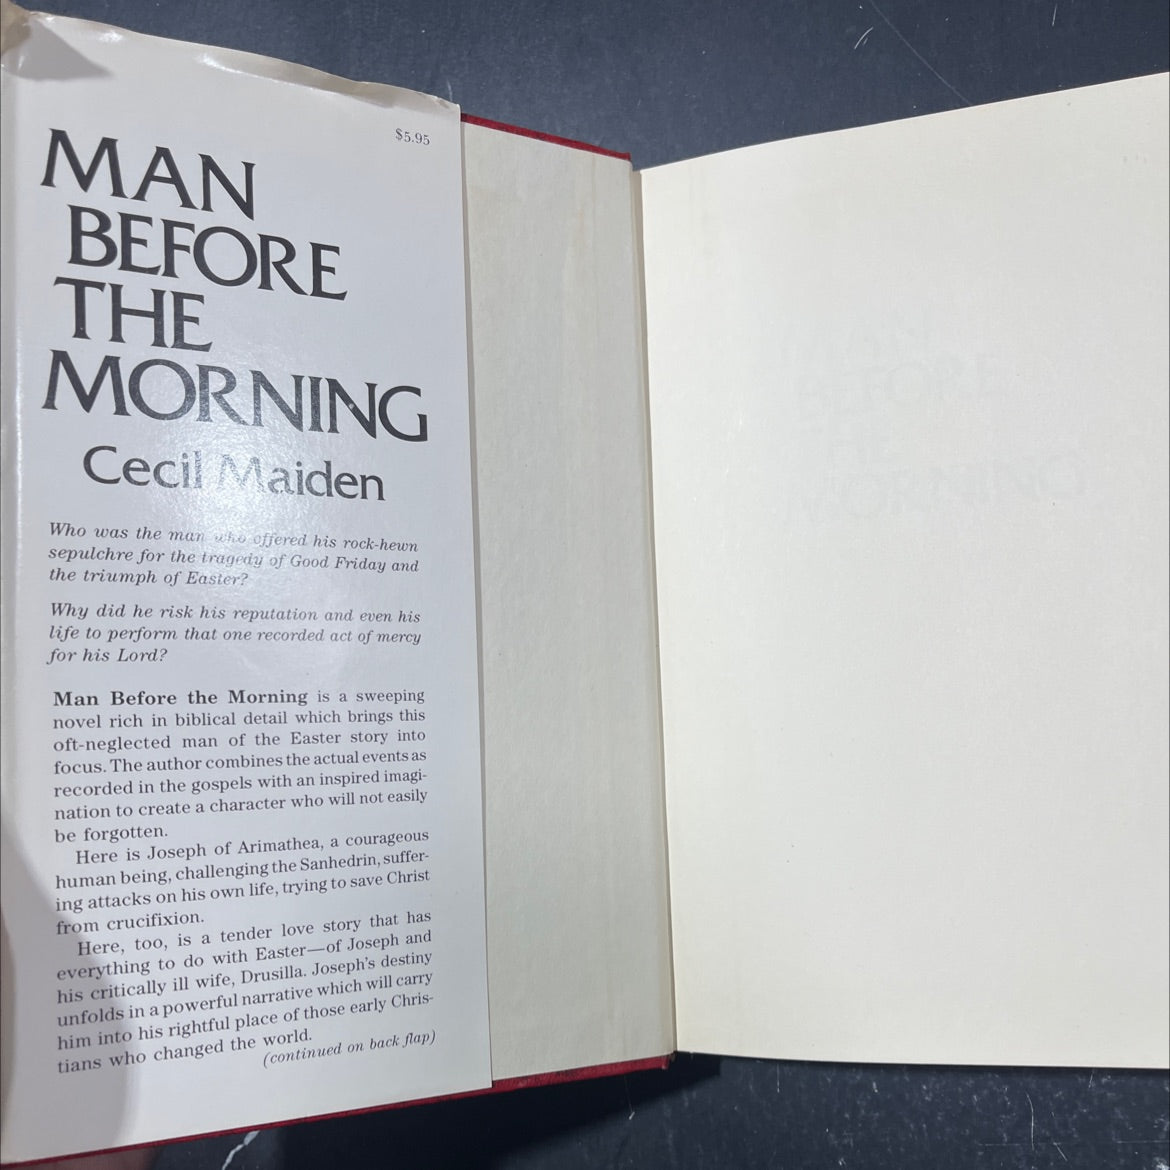 $5.95
MAN
BEFORE
THE
MORNING
Cecil Maiden
Who was the man who offered his rock-hewn
sepulchre for the tragedy of Good Friday and
the triumph of Easter?
Why did he risk his reputation and even his
life to perform that one recorded act of mercy
for his Lord?
Man Before the Morning is a sweeping
novel rich in biblical detail which brings this
oft-neglected man of the Easter story into
focus. The author combines the actual events as
recorded in the gospels with an inspired imagi-
nation to create a character who will not easily
be forgotten.
Here is Joseph of Arimathea, a courageous
human being, challenging the Sanhedrin, suffer-
ing attacks on his own life, trying to save Christ
from crucifixion.
Here, too, is a tender love story that has
everything to do with Easter—of Joseph and
his critically ill wife, Drusilla. Joseph's destiny
unfolds in a powerful narrative which will carry
him into his rightful place of those early Chris-
tians who changed the world.
(continued on back flap)